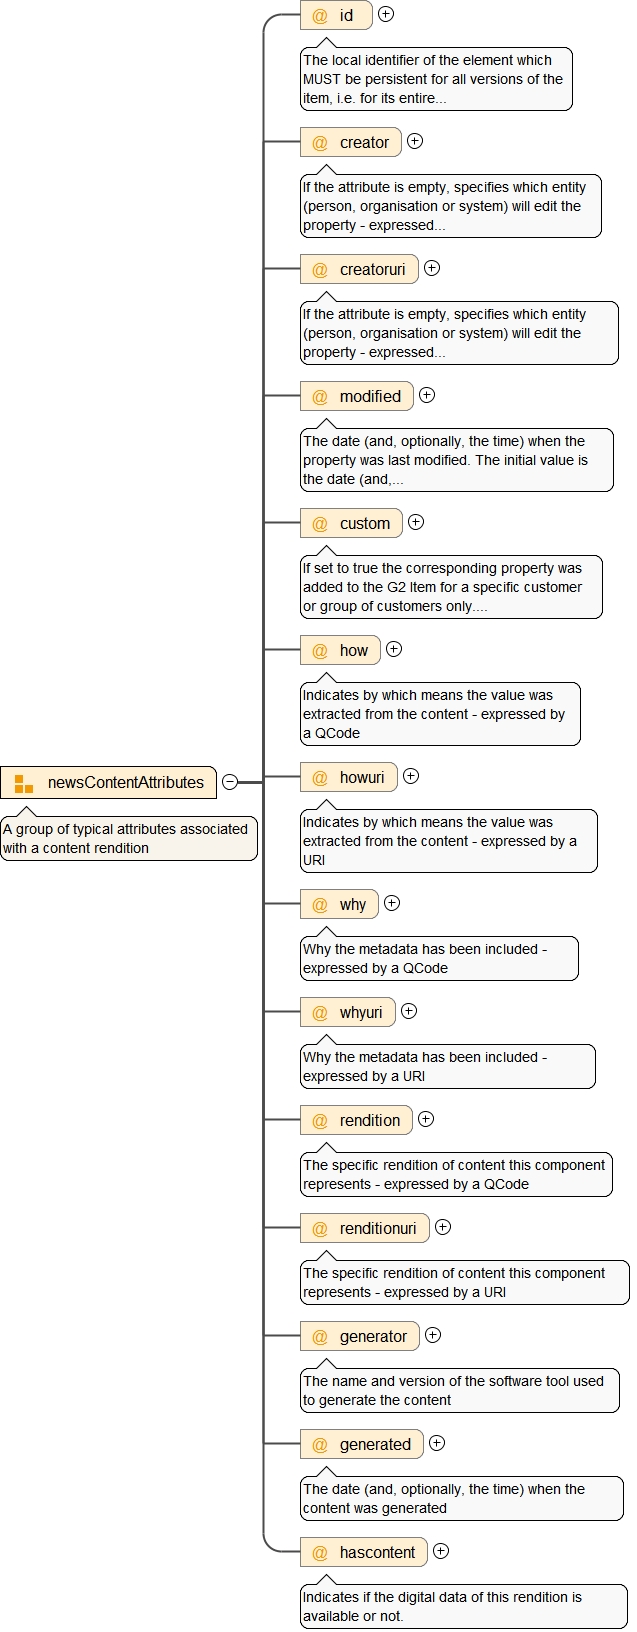 @ id
The local identifier of the element which
MUST be persistent for all versions of the
item, i.e. for its entire...
@ creator
If the attribute is empty, specifies which entity
(person, organisation or system) will edit the
property - expressed...
@ creatoruri
If the attribute is empty, specifies which entity
(person, organisation or system) will edit the
property - expressed...
@ modified
The date (and, optionally, the time) when the
property was last modified. The initial value is
the date (and,...
@ custom
If set to true the corresponding property was
added to the G2 Item for a specific customer
or group of customers only....
@ how
Indicates by which means the value was
extracted from the content - expressed by
a QCode
newsContentAttributes
A group of typical attributes associated
with a content rendition
@ howuri
Indicates by which means the value was
extracted from the content - expressed by a
URI
@ why
Why the metadata has been included -
expressed by a QCode
@ whyuri
Why the metadata has been included -
expressed by a URI
@ rendition
The specific rendition of content this component
represents - expressed by a QCode
@ renditionuri
The specific rendition of content this component
represents - expressed by a URI
@ generator
The name and version of the software tool used
to generate the content
@ generated
The date (and, optionally, the time) when the
content was generated
@ hascontent
Indicates if the digital data of this rendition is
available or not.